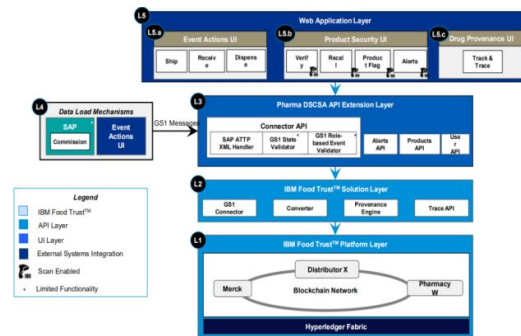 L5
Web Application Layer
L5.a
Event Actions UI
Ship
Receiv
e
Dispens
e
L5.b
Product Security UI
Verif
y
Recal
l
Produc
t Flag
Alerts
L5.c
Drug Provenance UI
Track &
Trace
L4
Data Load Mechanisms
SAP
Commission
Event
Actions
UI
GS1 Messages
L3
Pharma DSCSA API Extension Layer
Connector API
SAP ATTP
XML Handler
GS1 State
Validator
GS1 Role-
based Event
Validator
Alerts
API
Products
API
Use
r
API
L2
IBM Food Trust™ Solution Layer
GS1
Connector
Converter
Provenance
Engine
Trace API
L1
IBM Food Trust™ Platform Layer
Distributor X
Merck
Blockchain Network
Pharmacy
W
Hyperledger Fabric
Legend
IBM Food Trust™
API Layer
UI Layer
External Systems Integration
Scan Enabled
* Limited Functionality